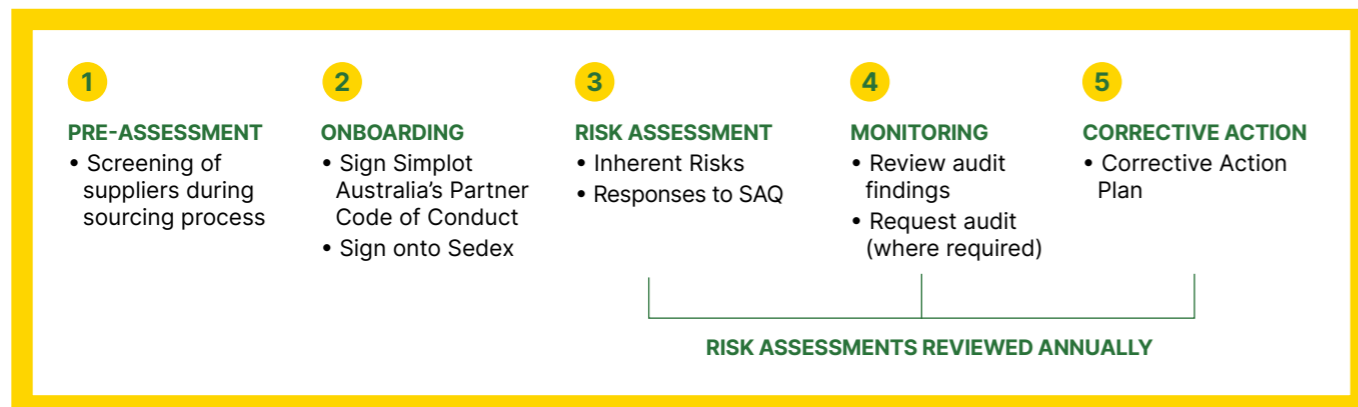 1
PRE-ASSESSMENT
• Screening of
suppliers during
sourcing process
2
ONBOARDING
• Sign Simplot
Australia’s Partner
Code of Conduct
• Sign onto Sedex
3
RISK ASSESSMENT
• Inherent Risks
• Responses to SAQ
4
MONITORING
• Review audit
findings
• Request audit
(where required)
5
CORRECTIVE ACTION
• Corrective Action
Plan
RISK ASSESSMENTS REVIEWED ANNUALLY